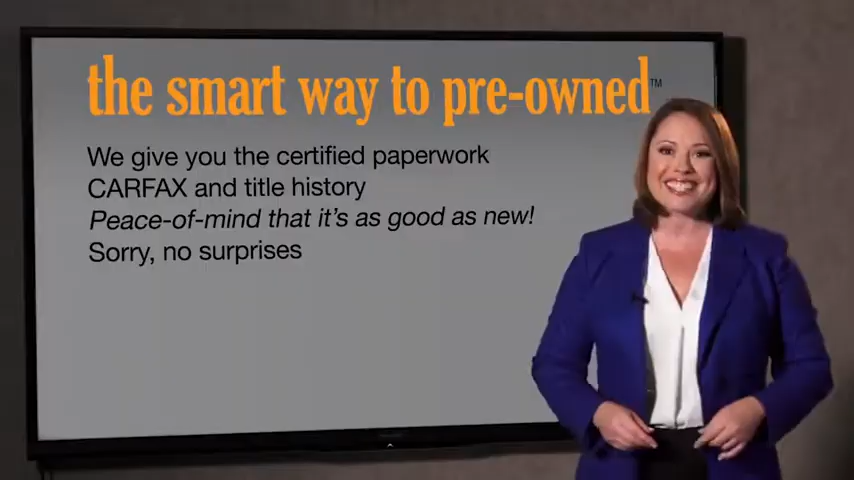 the smart way to pre-owned™
We give you the certified paperwork
CARFAX and title history
Peace-of-mind that it's as good as new!
Sorry, no surprises